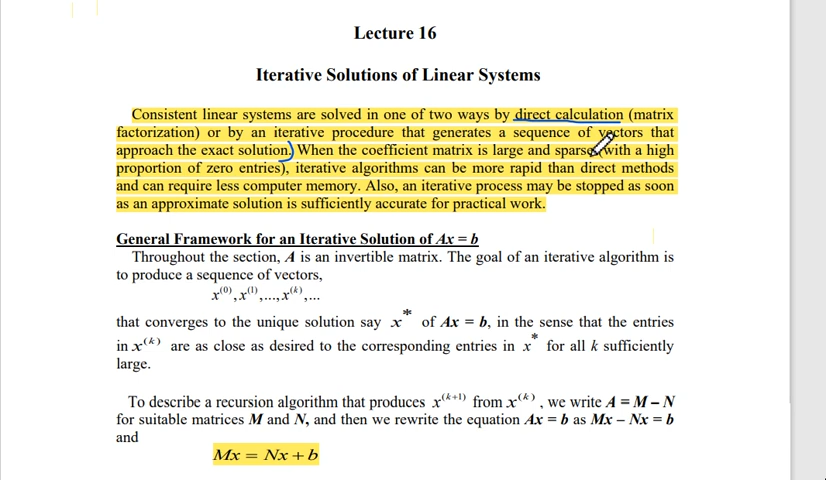 Lecture 16
Iterative Solutions of Linear Systems
Consistent linear systems are solved in one of two ways by direct calculation (matrix
factorization) or by an iterative procedure that generates a sequence of vectors that
approach the exact solution. When the coefficient matrix is large and sparse (with a high
proportion of zero entries), iterative algorithms can be more rapid than direct methods
and can require less computer memory. Also, an iterative process may be stopped as soon
as an approximate solution is sufficiently accurate for practical work.
General Framework for an Iterative Solution of Ax = b
Throughout the section, A is an invertible matrix. The goal of an iterative algorithm is
to produce a sequence of vectors,
x^(0), x^(1), ..., x^(k), ...
that converges to the unique solution say x* of Ax = b, in the sense that the entries
in x^(k) are as close as desired to the corresponding entries in x* for all k sufficiently
large.
To describe a recursion algorithm that produces x^(k+1) from x^(k), we write A = M – N
for suitable matrices M and N, and then we rewrite the equation Ax = b as Mx – Nx = b
and
Mx = Nx + b